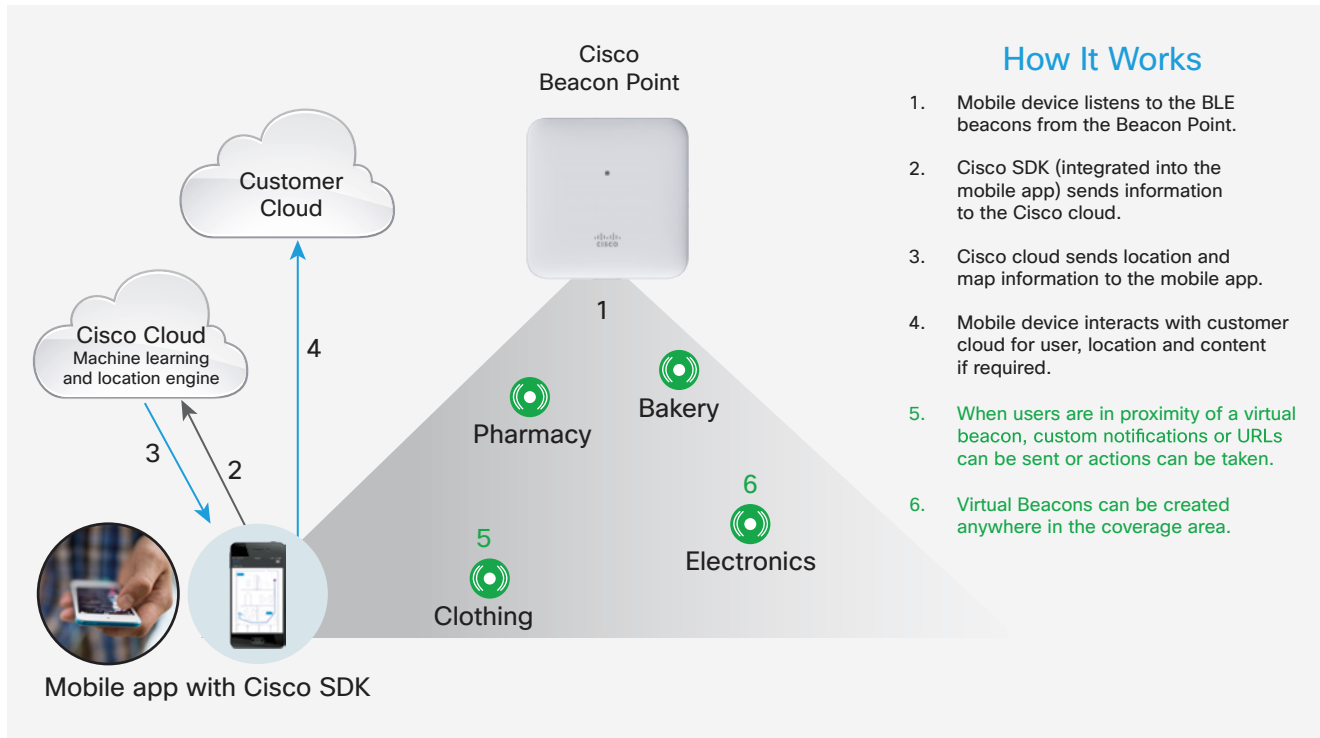 Cisco
Beacon Point
CISCO
Customer
Cloud
Cisco Cloud
Machine learning
and location engine
4
3
2
1
Pharmacy
Bakery
6
Electronics
5
Clothing
Mobile app with Cisco SDK
How It Works
1. Mobile device listens to the BLE
beacons from the Beacon Point.
2. Cisco SDK (integrated into the
mobile app) sends information
to the Cisco cloud.
3. Cisco cloud sends location and
map information to the mobile app.
4. Mobile device interacts with customer
cloud for user, location and content
if required.
5. When users are in proximity of a virtual
beacon, custom notifications or URLs
can be sent or actions can be taken.
6. Virtual Beacons can be created
anywhere in the coverage area.